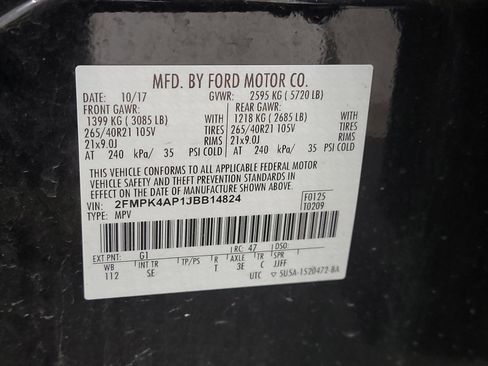 MFD. BY FORD MOTOR CO.
DATE: 10/17 GVWR: 2595 KG ( 5720 LB)
FRONT GAWR: REAR GAWR:
1399 KG ( 3085 LB) WITH 1218 KG ( 2685 LB) WITH
265/40R21 105V TIRES 265/40R21 105V TIRES
21x9.0J RIMS 21x9.0J RIMS
AT 240 kPa/ 35 PSI COLD AT 240 kPa/ 35 PSI COLD
THIS VEHICLE CONFORMS TO ALL APPLICABLE FEDERAL MOTOR
VEHICLE SAFETY AND THEFT PREVENTION STANDARDS IN
EFFECT ON THE DATE OF MANUFACTURE SHOWN ABOVE.
VIN: 2FMPK4AP1JBB14824 F0125
TYPE: MPV T0209
EXT PNT: G1 RC: 47 DSO:
WB INT TR TP/PS R AXLE TR SPR
112 SE T 3E C JJFF
UTC ▽ 5U5A-1520472-BA